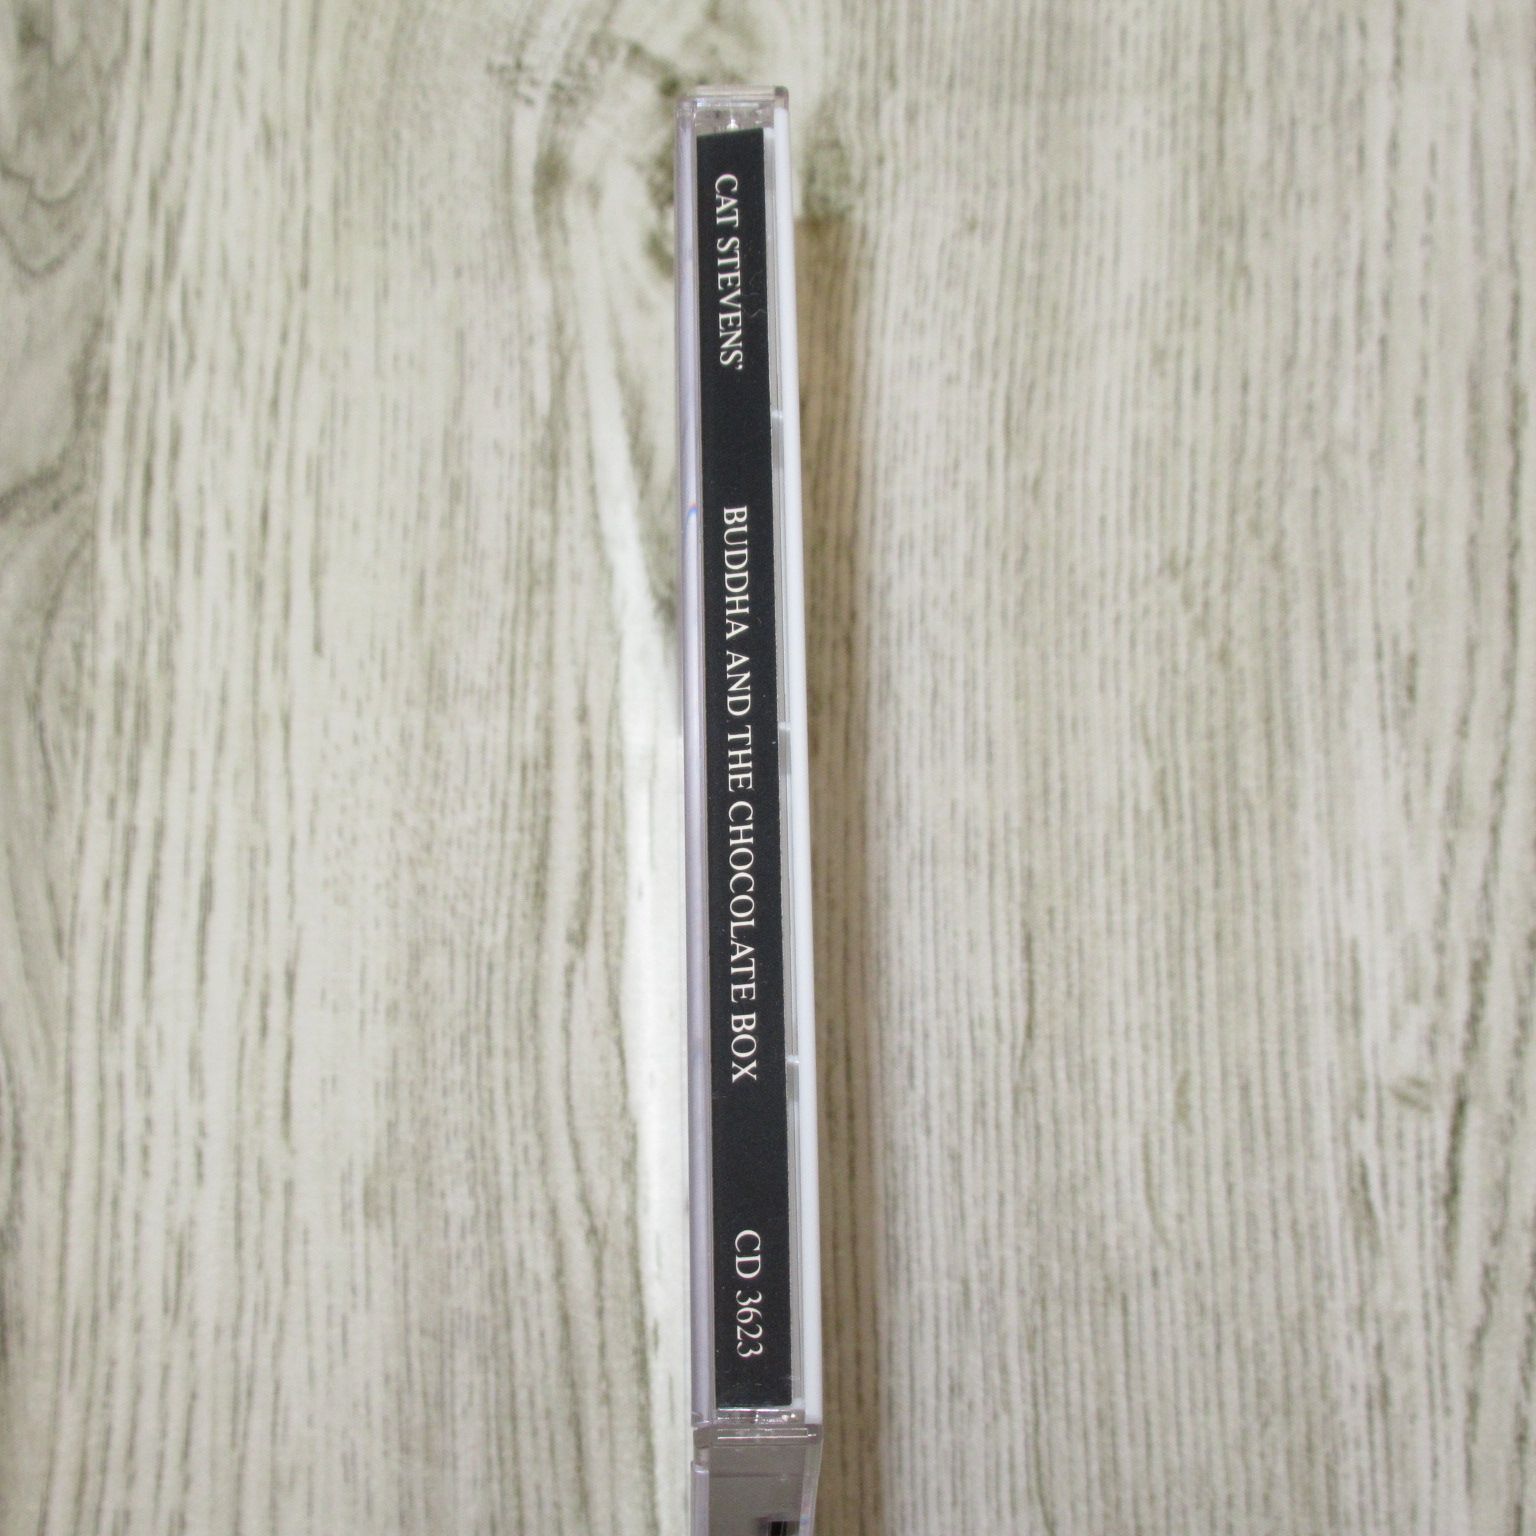 CAT STEVENS' BUDDHA AND THE CHOCOLATE BOX CD 3623